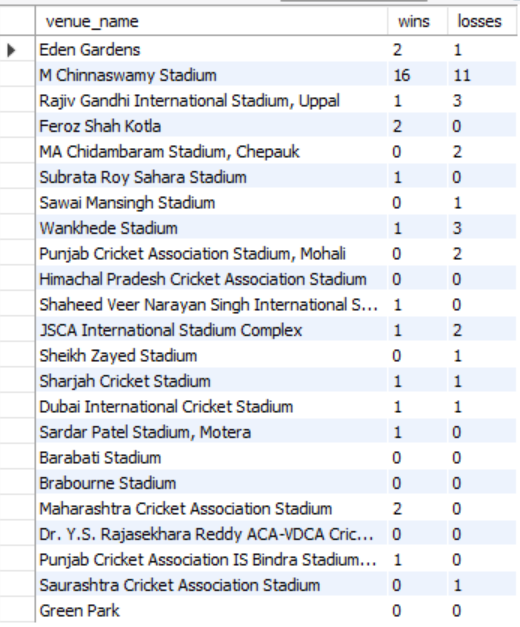 venue_name wins losses
Eden Gardens 2 1
M Chinnaswamy Stadium 16 11
Rajiv Gandhi International Stadium, Uppal 1 3
Feroz Shah Kotla 2 0
MA Chidambaram Stadium, Chepauk 0 2
Subrata Roy Sahara Stadium 1 0
Sawai Mansingh Stadium 0 1
Wankhede Stadium 1 3
Punjab Cricket Association Stadium, Mohali 0 2
Himachal Pradesh Cricket Association Stadium 0 0
Shaheed Veer Narayan Singh International S... 1 0
JSCA International Stadium Complex 1 2
Sheikh Zayed Stadium 0 1
Sharjah Cricket Stadium 1 1
Dubai International Cricket Stadium 1 1
Sardar Patel Stadium, Motera 1 0
Barabati Stadium 0 0
Brabourne Stadium 0 0
Maharashtra Cricket Association Stadium 2 0
Dr. Y.S. Rajasekhara Reddy ACA-VDCA Cric... 0 0
Punjab Cricket Association IS Bindra Stadium... 1 0
Saurashtra Cricket Association Stadium 0 1
Green Park 0 0